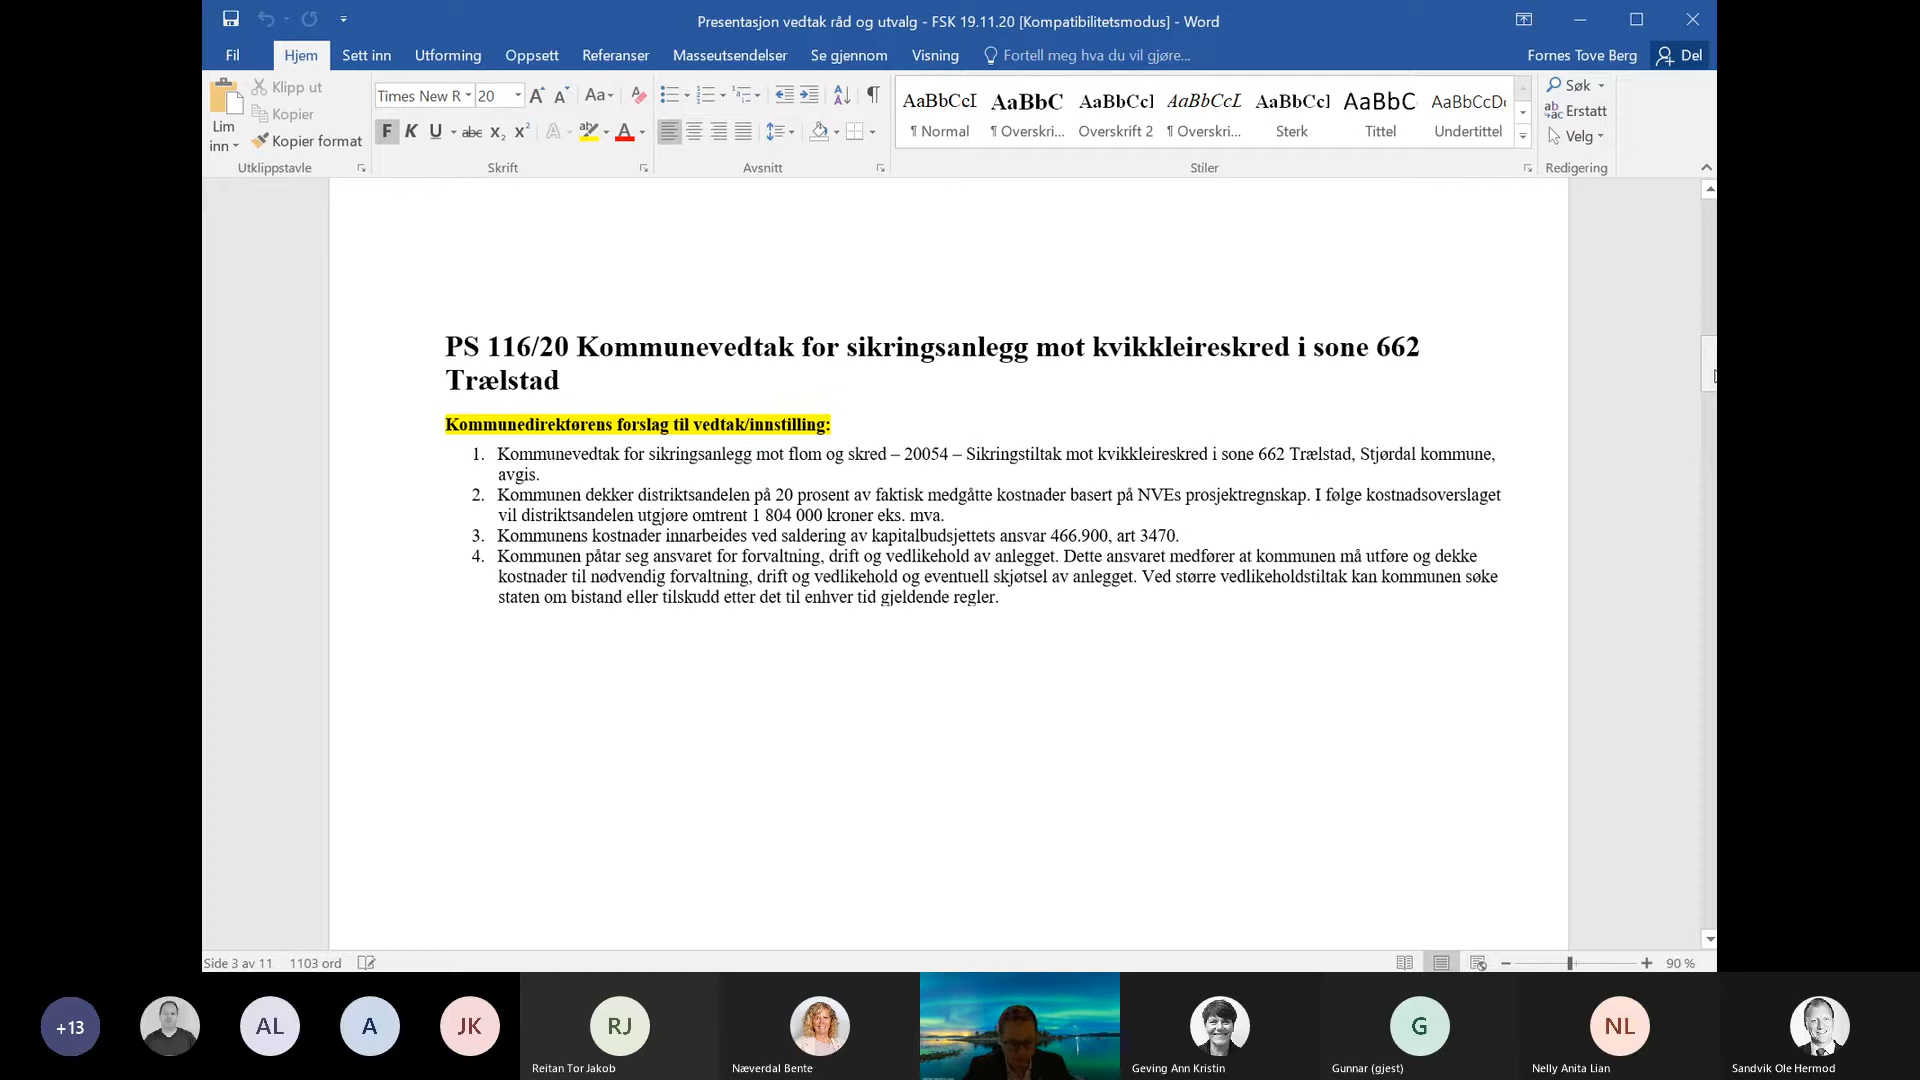 Presentasjon vedtak råd og utvalg - FSK 19.11.20 [Kompatibilitetsmodus] - Word
Fil Hjem Sett inn Utforming Oppsett Referanser Masseutsendelser Se gjennom Visning Fortell meg hva du vil gjøre... Fornes Tove Berg Del
Lim inn
Klipp ut
Kopier
Kopier format
Utklippstavle
Times New R 20
Aa
F K U abc x₂ x² A A
Skrift
Avsnitt
AaBbCcI AaBbC AaBbCcI AaBbCcL AaBbCcI AaBbC AaBbCcD
¶ Normal ¶ Overskri... Overskrift 2 ¶ Overskri... Sterk Tittel Undertittel
Stiler
Søk
Erstatt
Velg
Redigering
PS 116/20 Kommunevedtak for sikringsanlegg mot kvikkleireskred i sone 662
Trælstad
Kommunedirektørens forslag til vedtak/innstilling:
1. Kommunevedtak for sikringsanlegg mot flom og skred – 20054 – Sikringstiltak mot kvikkleireskred i sone 662 Trælstad, Stjørdal kommune,
avgis.
2. Kommunen dekker distriktsandelen på 20 prosent av faktisk medgåtte kostnader basert på NVEs prosjektregnskap. I følge kostnadsoverslaget
vil distriktsandelen utgjøre omtrent 1 804 000 kroner eks. mva.
3. Kommunens kostnader innarbeides ved saldering av kapitalbudsjettets ansvar 466.900, art 3470.
4. Kommunen påtar seg ansvaret for forvaltning, drift og vedlikehold av anlegget. Dette ansvaret medfører at kommunen må utføre og dekke
kostnader til nødvendig forvaltning, drift og vedlikehold og eventuell skjøtsel av anlegget. Ved større vedlikeholdstiltak kan kommunen søke
staten om bistand eller tilskudd etter det til enhver tid gjeldende regler.
Side 3 av 11 1103 ord 90 %
+13 AL A JK RJ G NL
Reitan Tor Jakob Næverdal Bente Geving Ann Kristin Gunnar (gjest) Nelly Anita Lian Sandvik Ole Hermod